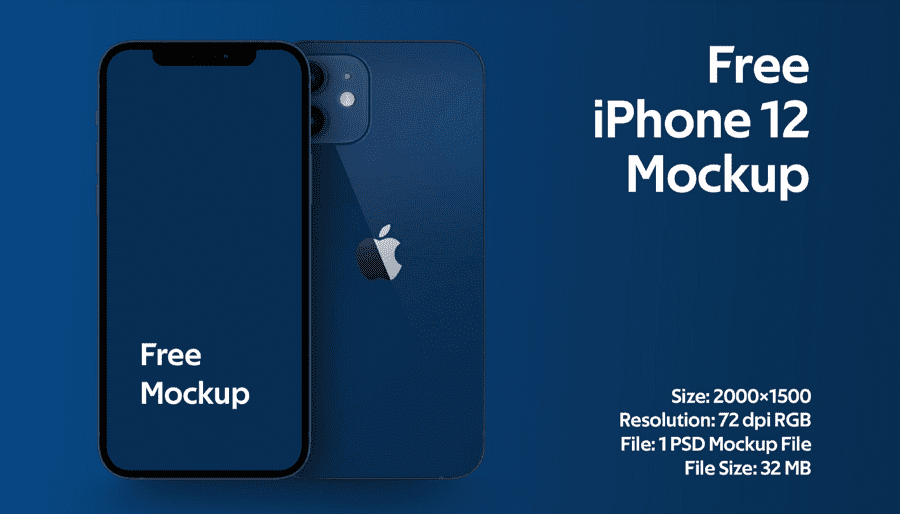 Free
iPhone 12
Mockup
Free
Mockup
Size: 2000×1500
Resolution: 72 dpi RGB
File: 1 PSD Mockup File
File Size: 32 MB